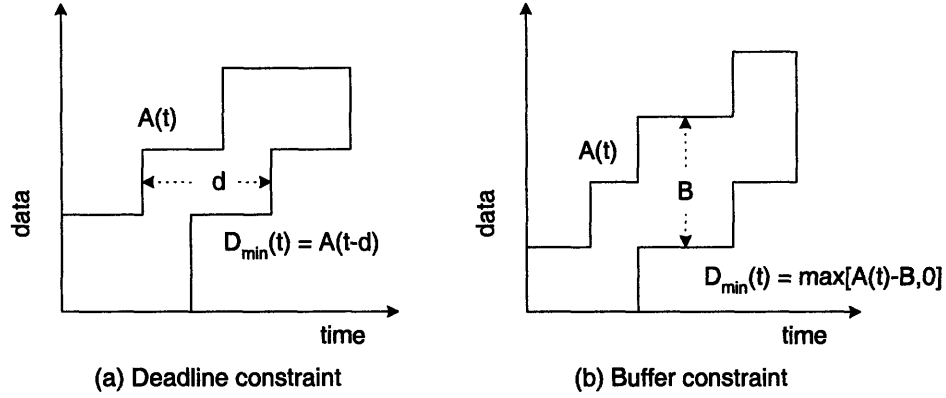 A(t)
d
data
D_min(t) = A(t-d)
time
(a) Deadline constraint
A(t)
B
data
D_min(t) = max[A(t)-B,0]
time
(b) Buffer constraint